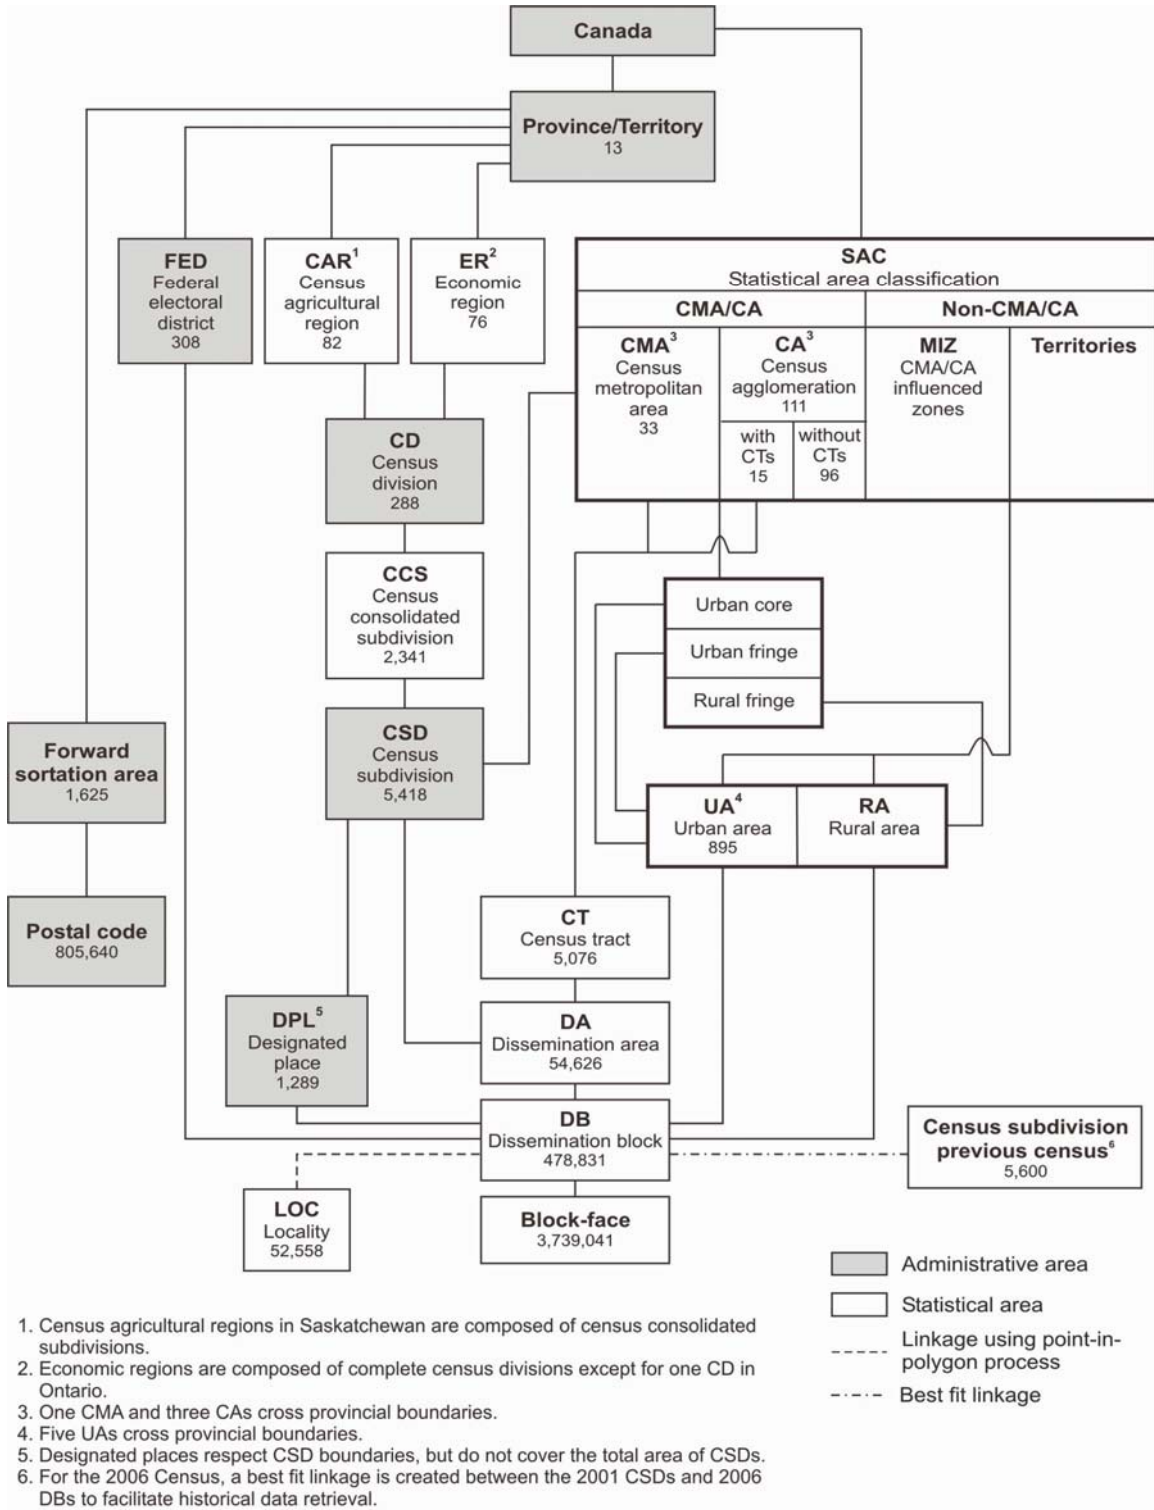 Canada
Province/Territory
13
FED
Federal
electoral
district
308
CAR1
Census
agricultural
region
82
ER2
Economic
region
76
SAC
Statistical area classification
CMA/CA
Non-CMA/CA
CMA3
Census
metropolitan
area
33
CA3
Census
agglomeration
111
with
CTs
15
without
CTs
96
MIZ
CMA/CA
influenced
zones
Territories
CD
Census
division
288
CCS
Census
consolidated
subdivision
2,341
Urban core
Urban fringe
Rural fringe
CSD
Census
subdivision
5,418
Forward
sortation area
1,625
UA4
Urban area
895
RA
Rural area
Postal code
805,640
CT
Census tract
5,076
DPL5
Designated
place
1,289
DA
Dissemination area
54,626
DB
Dissemination block
478,831
Census subdivision
previous census6
5,600
LOC
Locality
52,558
Block-face
3,739,041
Administrative area
Statistical area
Linkage using point-in-
polygon process
Best fit linkage
1. Census agricultural regions in Saskatchewan are composed of census consolidated
subdivisions.
2. Economic regions are composed of complete census divisions except for one CD in
Ontario.
3. One CMA and three CAs cross provincial boundaries.
4. Five UAs cross provincial boundaries.
5. Designated places respect CSD boundaries, but do not cover the total area of CSDs.
6. For the 2006 Census, a best fit linkage is created between the 2001 CSDs and 2006
DBs to facilitate historical data retrieval.